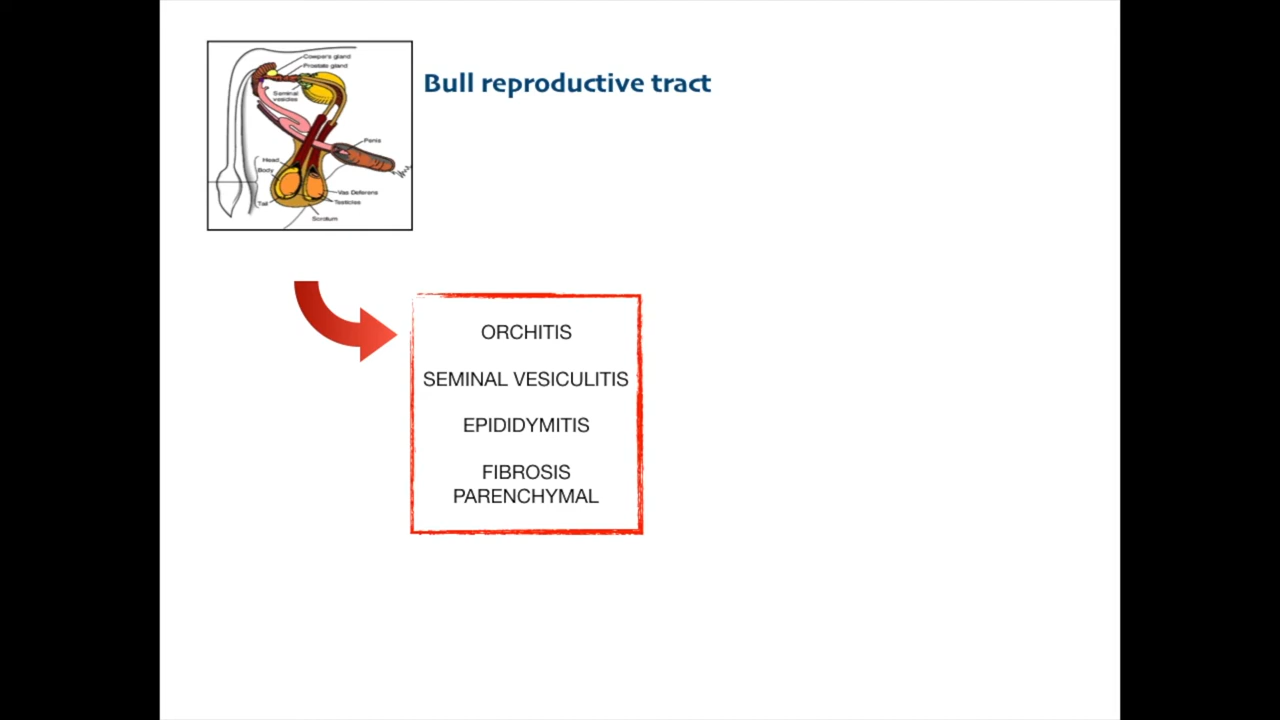 Cowper's gland
Prostate gland
Bull reproductive tract
Seminal
vesicles
Penis
Head
Body
Vas Deferens
Tail
Testicles
Scrotum
ORCHITIS
SEMINAL VESICULITIS
EPIDIDYMITIS
FIBROSIS
PARENCHYMAL